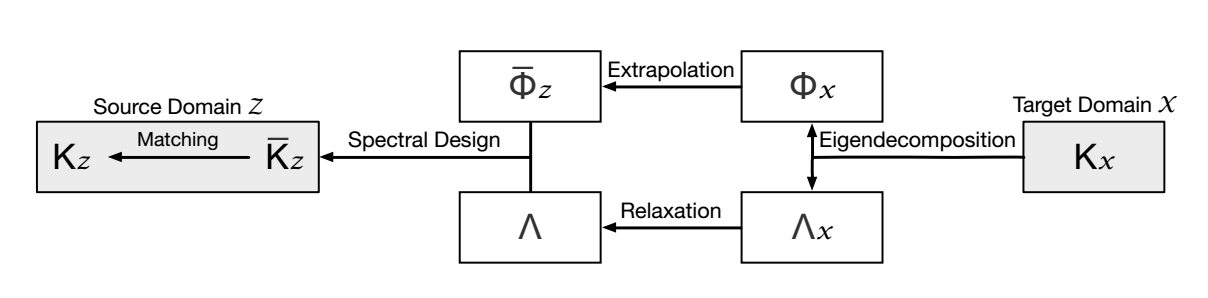 Source Domain 𝒵
K𝓏
Matching
K̅𝓏
Spectral Design
Φ̅𝓏
Extrapolation
Φ𝓍
Λ
Relaxation
Λ𝓍
Eigendecomposition
Target Domain 𝒳
K𝓍